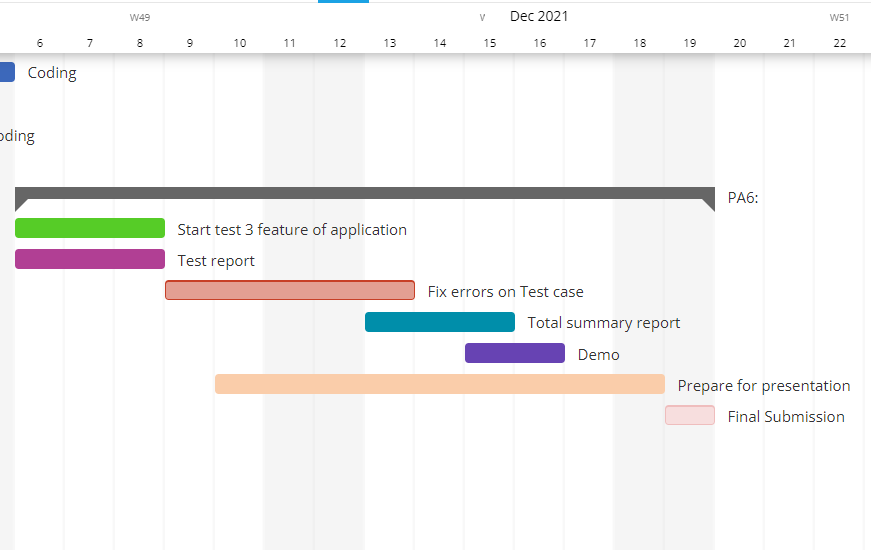 W49 V Dec 2021 W51
6 7 8 9 10 11 12 13 14 15 16 17 18 19 20 21 22
Coding
oding
PA6:
Start test 3 feature of application
Test report
Fix errors on Test case
Total summary report
Demo
Prepare for presentation
Final Submission